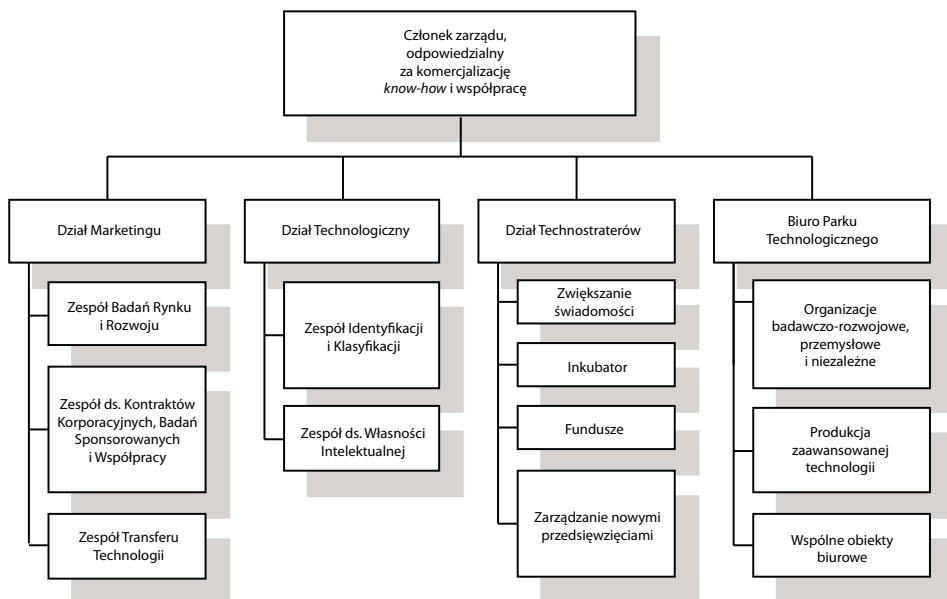 Członek zarządu,
odpowiedzialny
za komercjalizację
know-how i współpracę
Dział Marketingu
Zespół Badań Rynku
i Rozwoju
Zespół ds. Kontraktów
Korporacyjnych, Badań
Sponsorowanych
i Współpracy
Zespół Transferu
Technologii
Dział Technologiczny
Zespół Identyfikacji
i Klasyfikacji
Zespół ds. Własności
Intelektualnej
Dział Technostraterów
Zwiększanie
świadomości
Inkubator
Fundusze
Zarządzanie nowymi
przedsięwzięciami
Biuro Parku
Technologicznego
Organizacje
badawczo-rozwojowe,
przemysłowe
i niezależne
Produkcja
zaawansowanej
technologii
Wspólne obiekty
biurowe